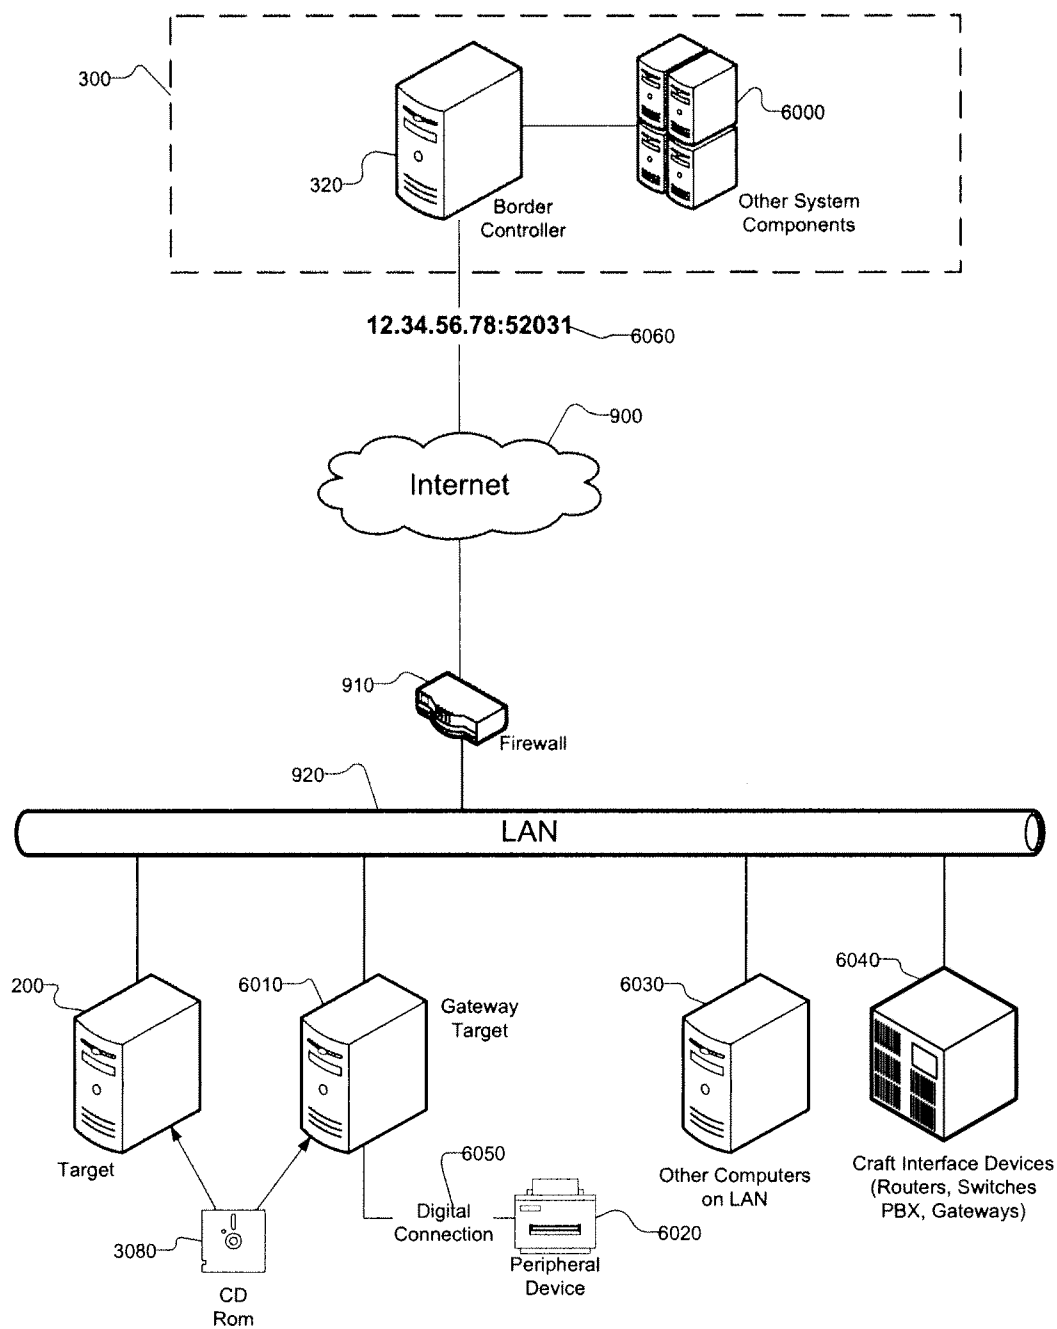 300
320
6000
Border
Controller
Other System
Components
12.34.56.78:52031
6060
900
Internet
910
Firewall
920
LAN
200
6010
Gateway
Target
6030
6040
Target
6050
Digital
Connection
6020
Peripheral
Device
3080
CD
Rom
Other Computers
on LAN
Craft Interface Devices
(Routers, Switches
PBX, Gateways)